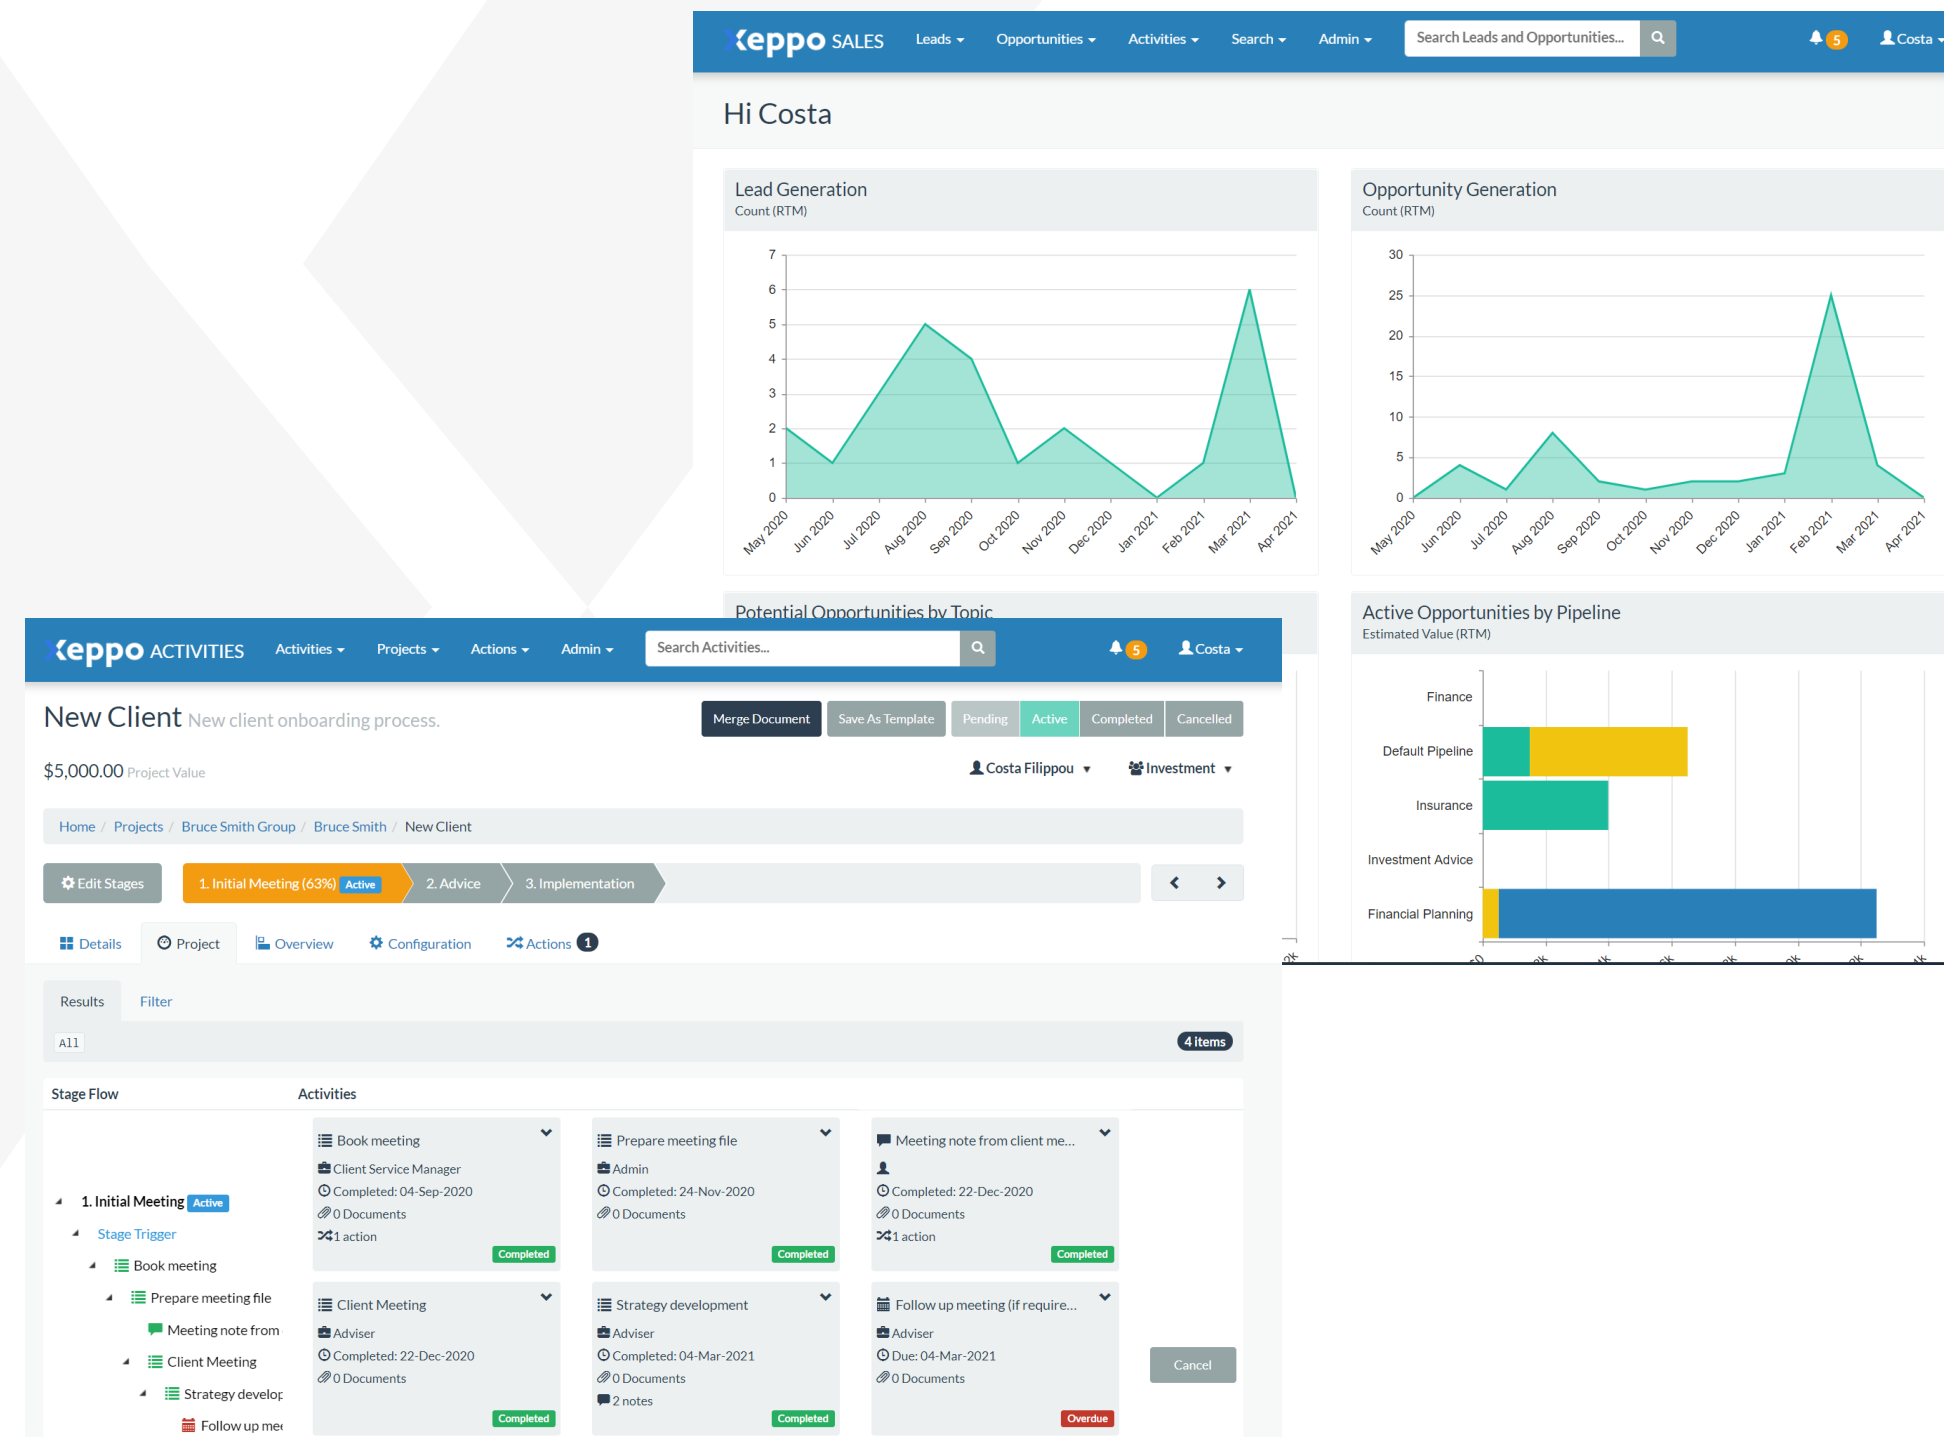 Xeppo SALES
Leads
Opportunities
Activities
Search
Admin
Search Leads and Opportunities...
5
Costa
Hi Costa
Lead Generation
Count (RTM)
7
6
5
4
3
2
1
0
May 2020
Jun 2020
Jul 2020
Aug 2020
Sep 2020
Oct 2020
Nov 2020
Dec 2020
Jan 2021
Feb 2021
Mar 2021
Apr 2021
Opportunity Generation
Count (RTM)
30
25
20
15
10
5
0
May 2020
Jun 2020
Jul 2020
Aug 2020
Sep 2020
Oct 2020
Nov 2020
Dec 2020
Jan 2021
Feb 2021
Mar 2021
Apr 2021
Potential Opportunities by Topic
Active Opportunities by Pipeline
Estimated Value (RTM)
Finance
Default Pipeline
Insurance
Investment Advice
Financial Planning
Xeppo ACTIVITIES
Activities
Projects
Actions
Admin
Search Activities...
5
Costa
New Client New client onboarding process.
Merge Document
Save As Template
Pending
Active
Completed
Cancelled
$5,000.00 Project Value
Costa Filippou
Investment
Home / Projects / Bruce Smith Group / Bruce Smith / New Client
Edit Stages
1. Initial Meeting (63%) Active
2. Advice
3. Implementation
Details
Project
Overview
Configuration
Actions 1
Results
Filter
All
4 items
Stage Flow
Activities
1. Initial Meeting Active
Stage Trigger
Book meeting
Prepare meeting file
Meeting note from
Client Meeting
Strategy develop
Follow up mee
Book meeting
Client Service Manager
Completed: 04-Sep-2020
0 Documents
1 action
Completed
Prepare meeting file
Admin
Completed: 24-Nov-2020
0 Documents
Completed
Meeting note from client me...
Completed: 22-Dec-2020
0 Documents
1 action
Completed
Client Meeting
Adviser
Completed: 22-Dec-2020
0 Documents
Completed
Strategy development
Adviser
Completed: 04-Mar-2021
0 Documents
2 notes
Completed
Follow up meeting (if require...
Adviser
Due: 04-Mar-2021
0 Documents
Overdue
Cancel